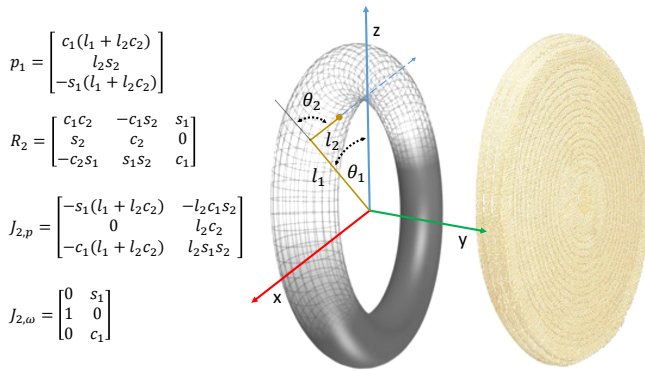 p₁ = [c₁(l₁ + l₂c₂)
l₂s₂
−s₁(l₁ + l₂c₂)]
R₂ = [c₁c₂ −c₁s₂ s₁
s₂ c₂ 0
−c₂s₁ s₁s₂ c₁]
J₂,ₚ = [−s₁(l₁ + l₂c₂) −l₂c₁s₂
0 l₂c₂
−c₁(l₁ + l₂c₂) l₂s₁s₂]
J₂,ω = [0 s₁
1 0
0 c₁]
z
θ₂
l₂
l₁
θ₁
y
x